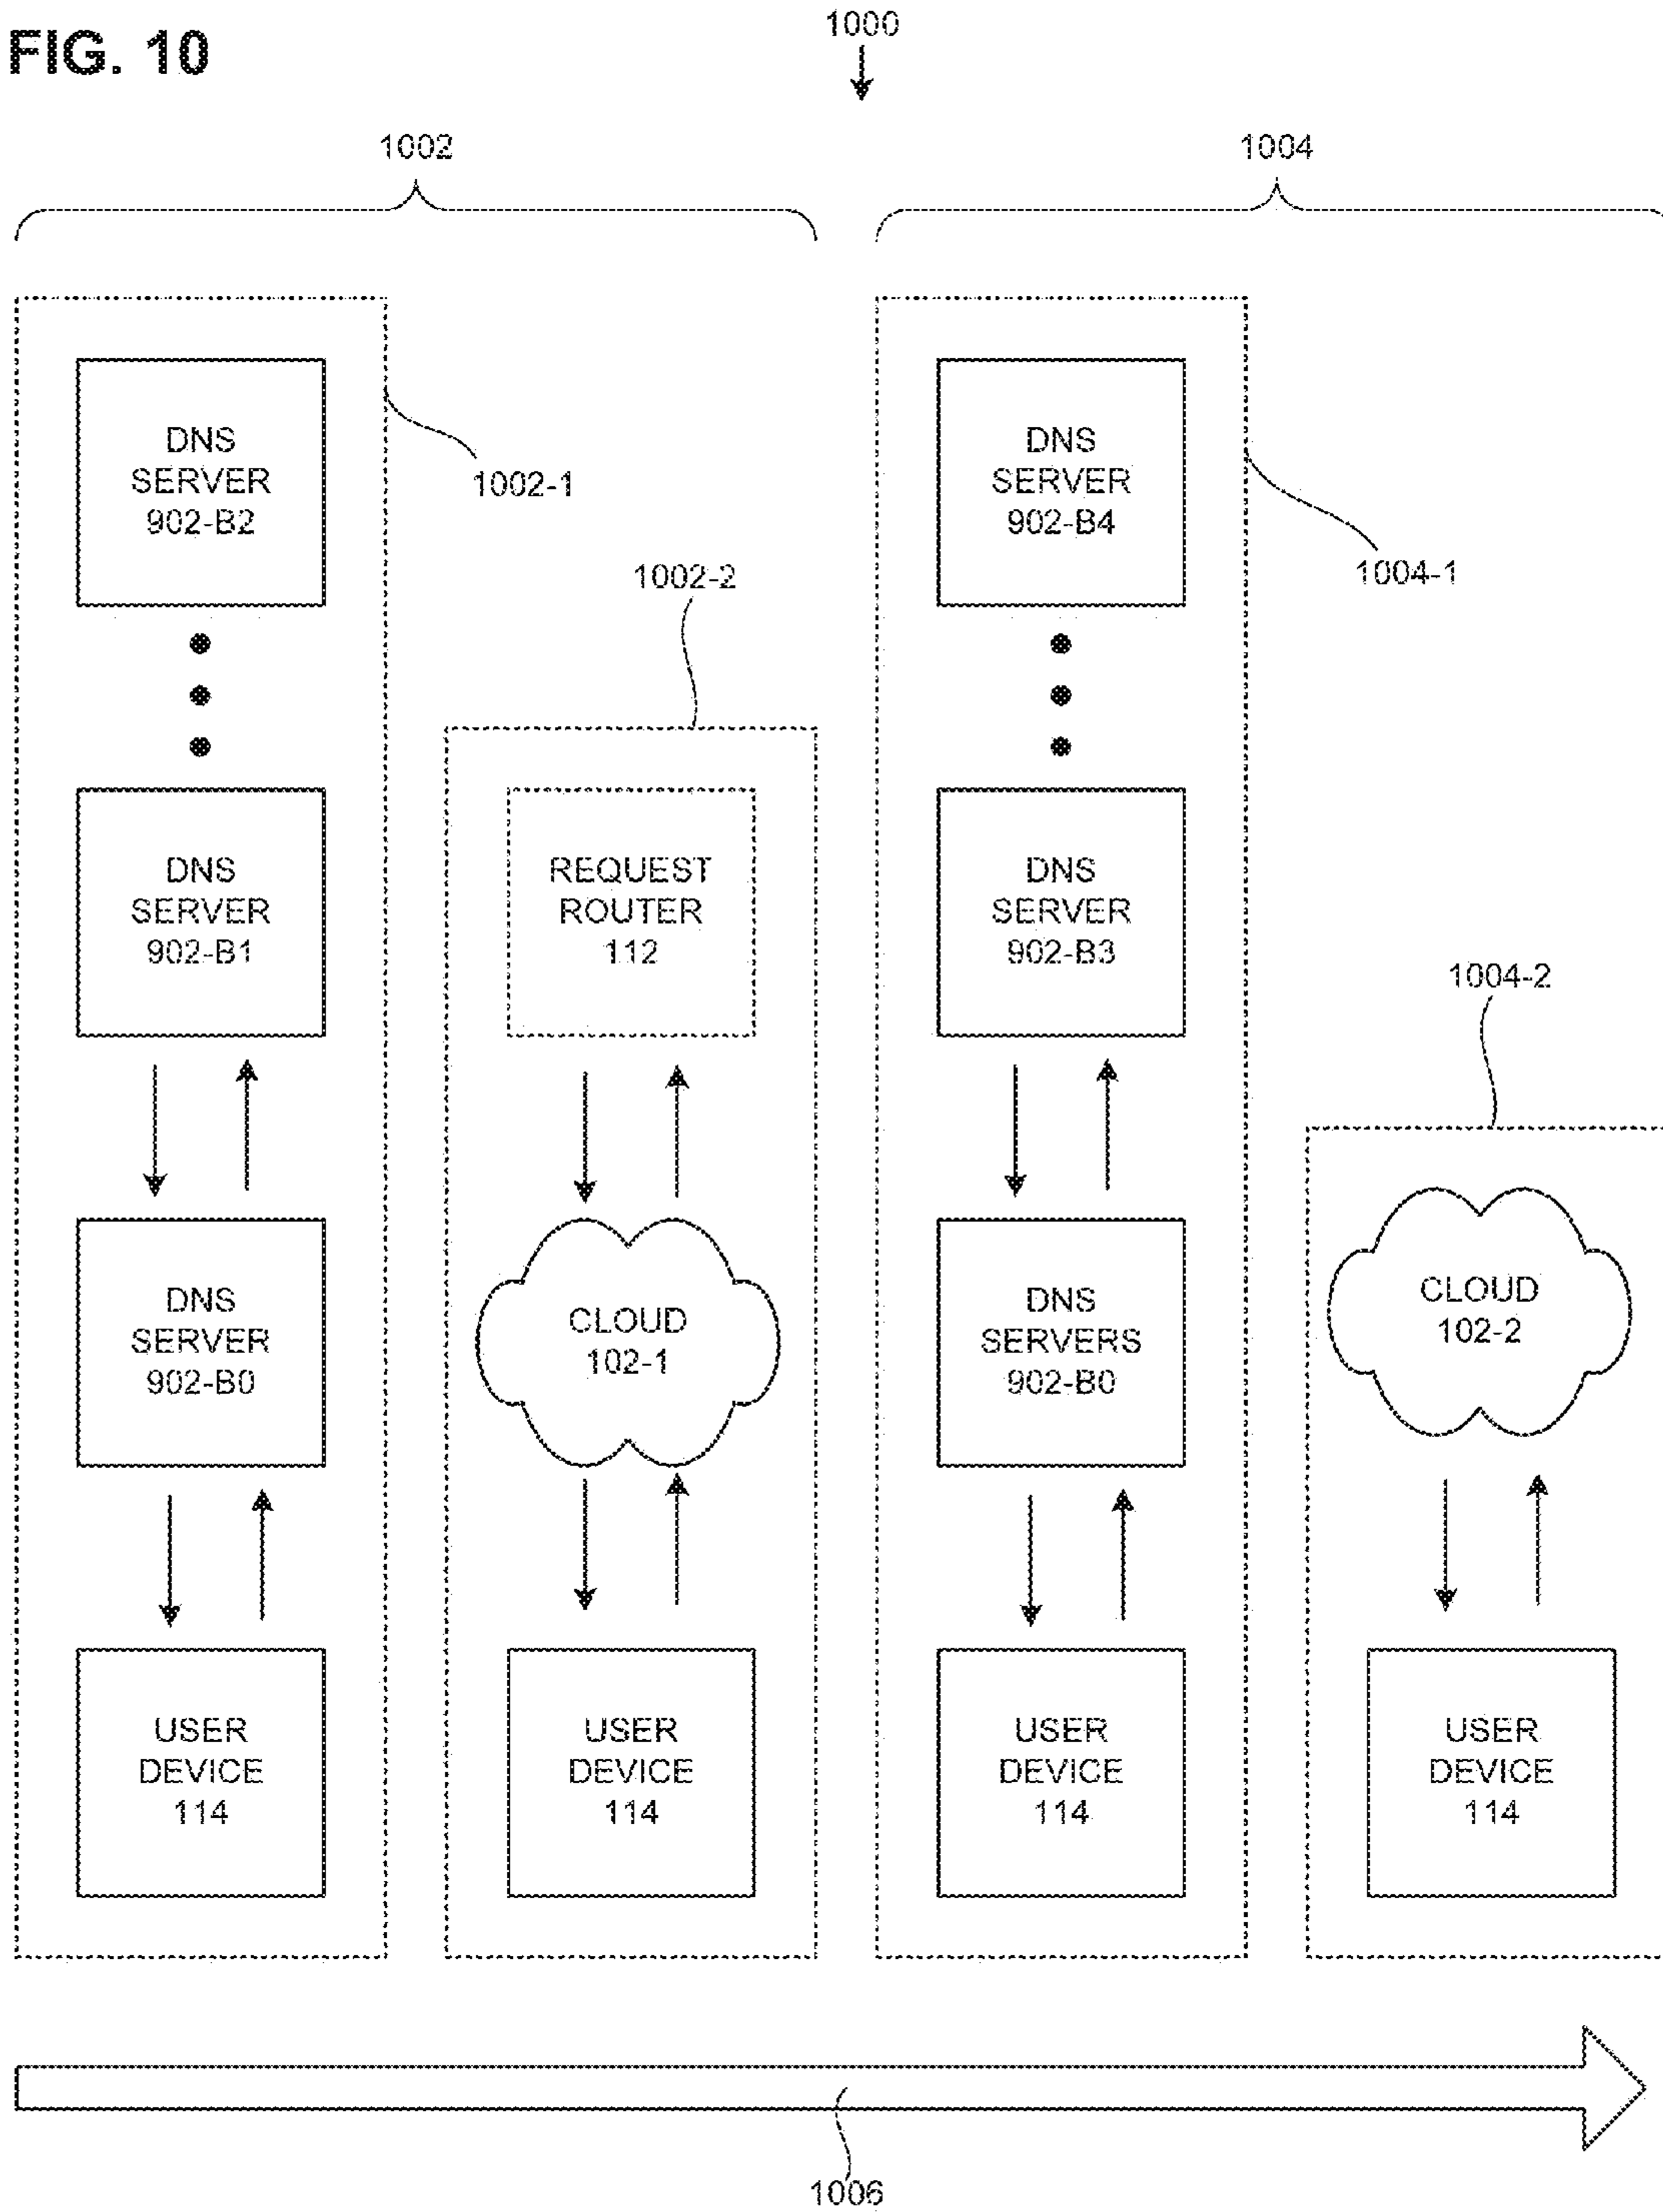 FIG. 10
1000
1002
1004
DNS
SERVER
902-B2
1002-1
DNS
SERVER
902-B4
1004-1
1002-2
DNS
SERVER
902-B1
REQUEST
ROUTER
112
DNS
SERVER
902-B3
1004-2
DNS
SERVER
902-B0
CLOUD
102-1
DNS
SERVERS
902-B0
CLOUD
102-2
USER
DEVICE
114
USER
DEVICE
114
USER
DEVICE
114
USER
DEVICE
114
1006